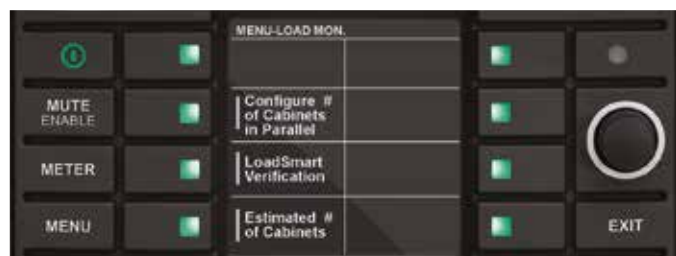 MENU-LOAD MON.
MUTE
ENABLE
Configure #
of Cabinets
in Parallel
METER
LoadSmart
Verification
MENU
Estimated #
of Cabinets
EXIT